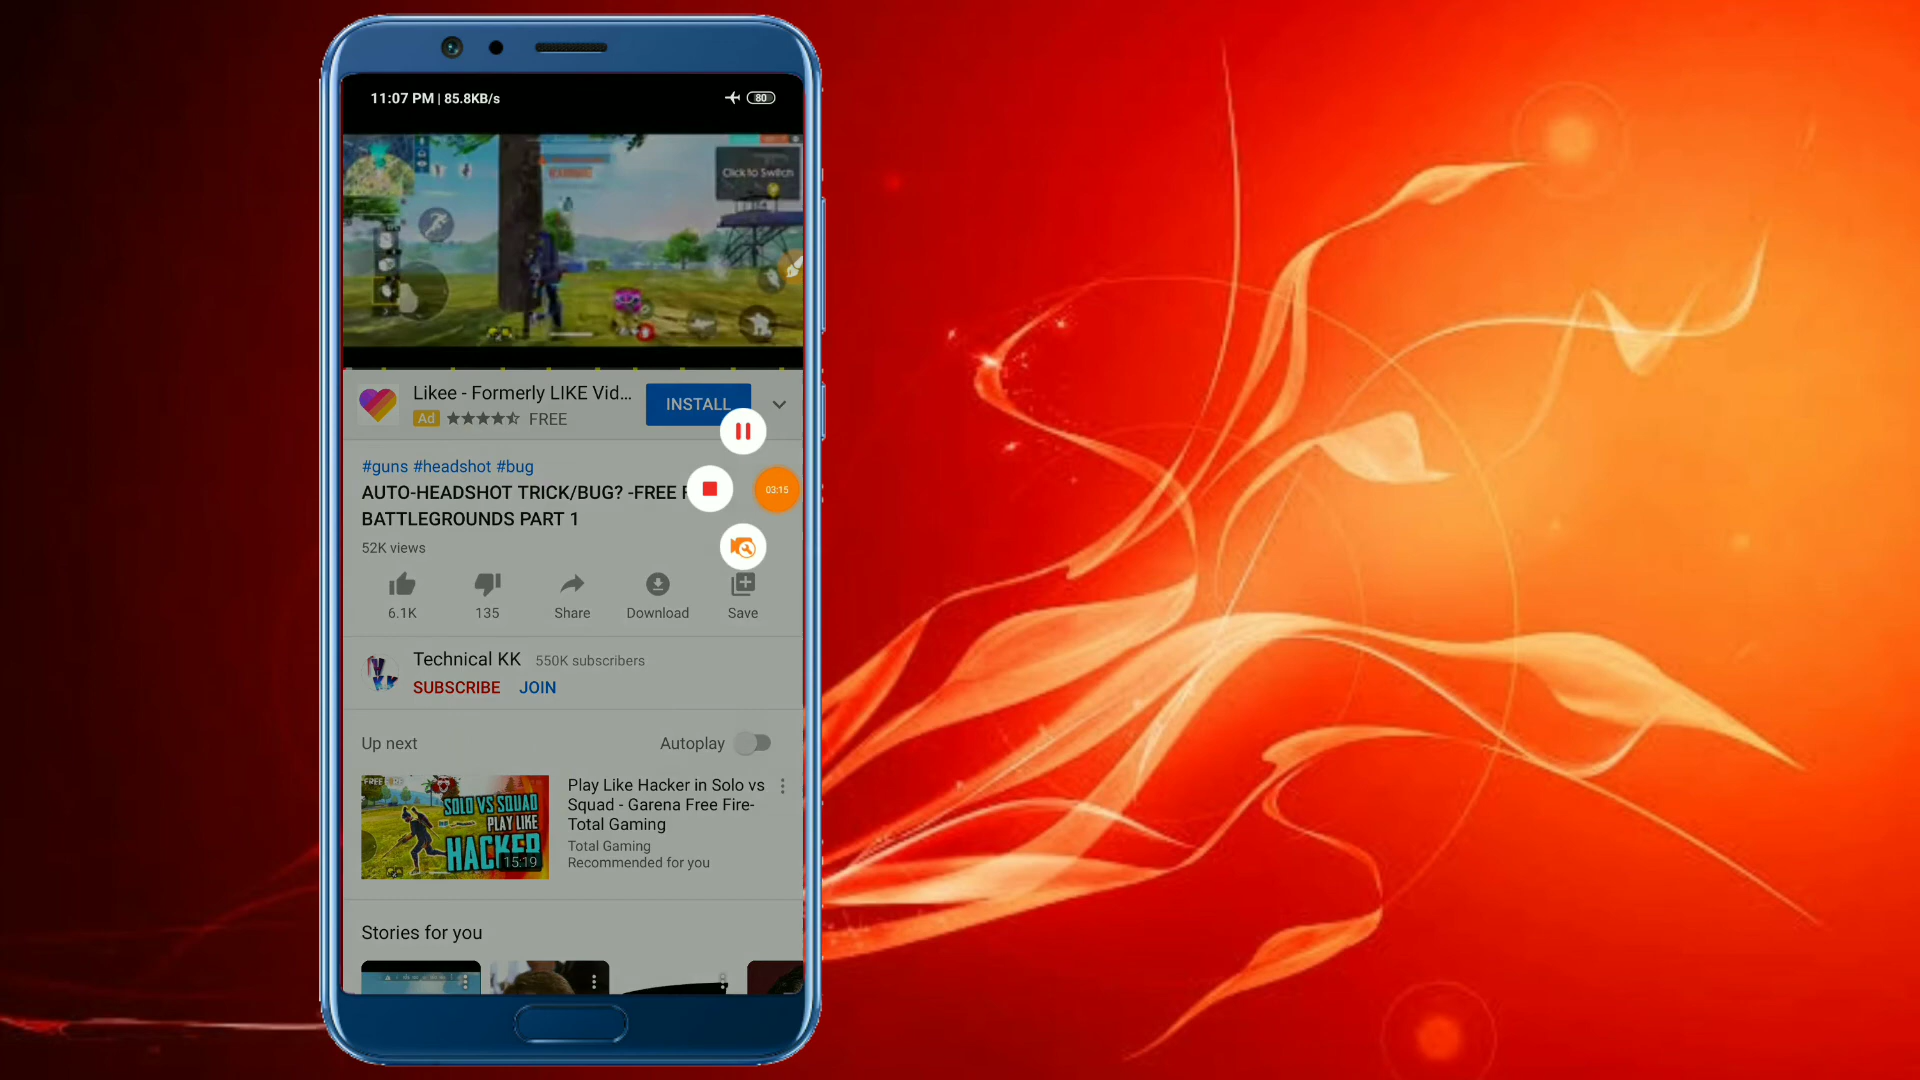 11:07 PM | 85.8KB/s
80
Click to Switch
Likee - Formerly LIKE Vid...
INSTALL
Ad
FREE
#guns #headshot #bug
AUTO-HEADSHOT TRICK/BUG? -FREE
03:15
BATTLEGROUNDS PART 1
52K views
6.1K
135
Share
Download
Save
Technical KK
550K subscribers
SUBSCRIBE
JOIN
Up next
Autoplay
SOLO VS SQUAD
PLAY LIKE
HACKER
15:19
Play Like Hacker in Solo vs
Squad - Garena Free Fire-
Total Gaming
Total Gaming
Recommended for you
Stories for you